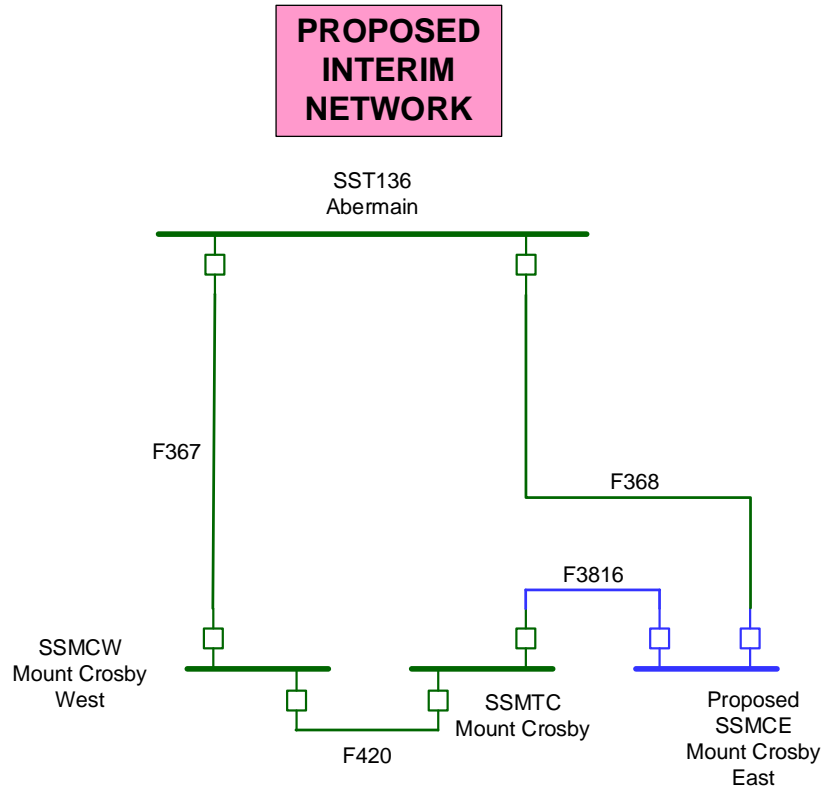 PROPOSED
INTERIM
NETWORK
SST136
Abermain
F367
F368
F3816
SSMCW
Mount Crosby
West
SSMTC
Mount Crosby
Proposed
SSMCE
Mount Crosby
East
F420